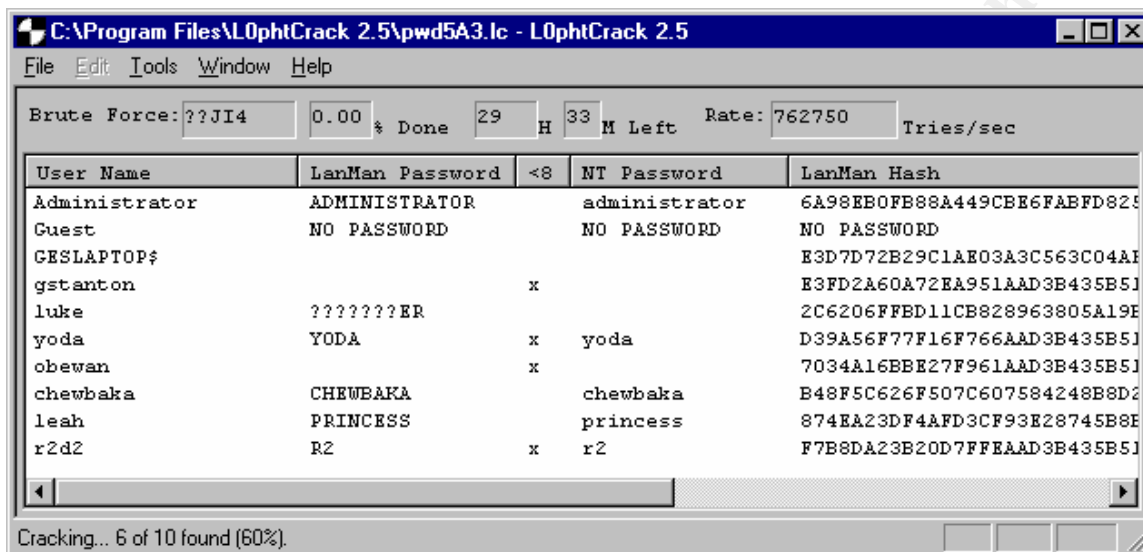 C:\Program Files\L0phtCrack 2.5\pwd5A3.lc - L0phtCrack 2.5
File Edit Tools Window Help
Brute Force: ??JI4 0.00 % Done 29 H 33 M Left Rate: 762750 Tries/sec
User Name LanMan Password <8 NT Password LanMan Hash
Administrator ADMINISTRATOR administrator 6A98EB0FB88A449CBE6FABFD825
Guest NO PASSWORD NO PASSWORD NO PASSWORD
GESLAPTOP$ E3D7D72B29C1AE03A3C563C04AF
gstanton x E3FD2A60A72EA951AAD3B435B51
luke ???????ER 2C6206FFBD11CB828963805A19E
yoda YODA x yoda D39A56F77F16F766AAD3B435B51
obewan x 7034A16BBE27F961AAD3B435B51
chewbaka CHEWBAKA chewbaka B48F5C626F507C607584248B8D2
leah PRINCESS princess 874EA23DF4AFD3CF93E28745B8E
r2d2 R2 x r2 F7B8DA23B20D7FFEAAD3B435B51
Cracking... 6 of 10 found (60%).